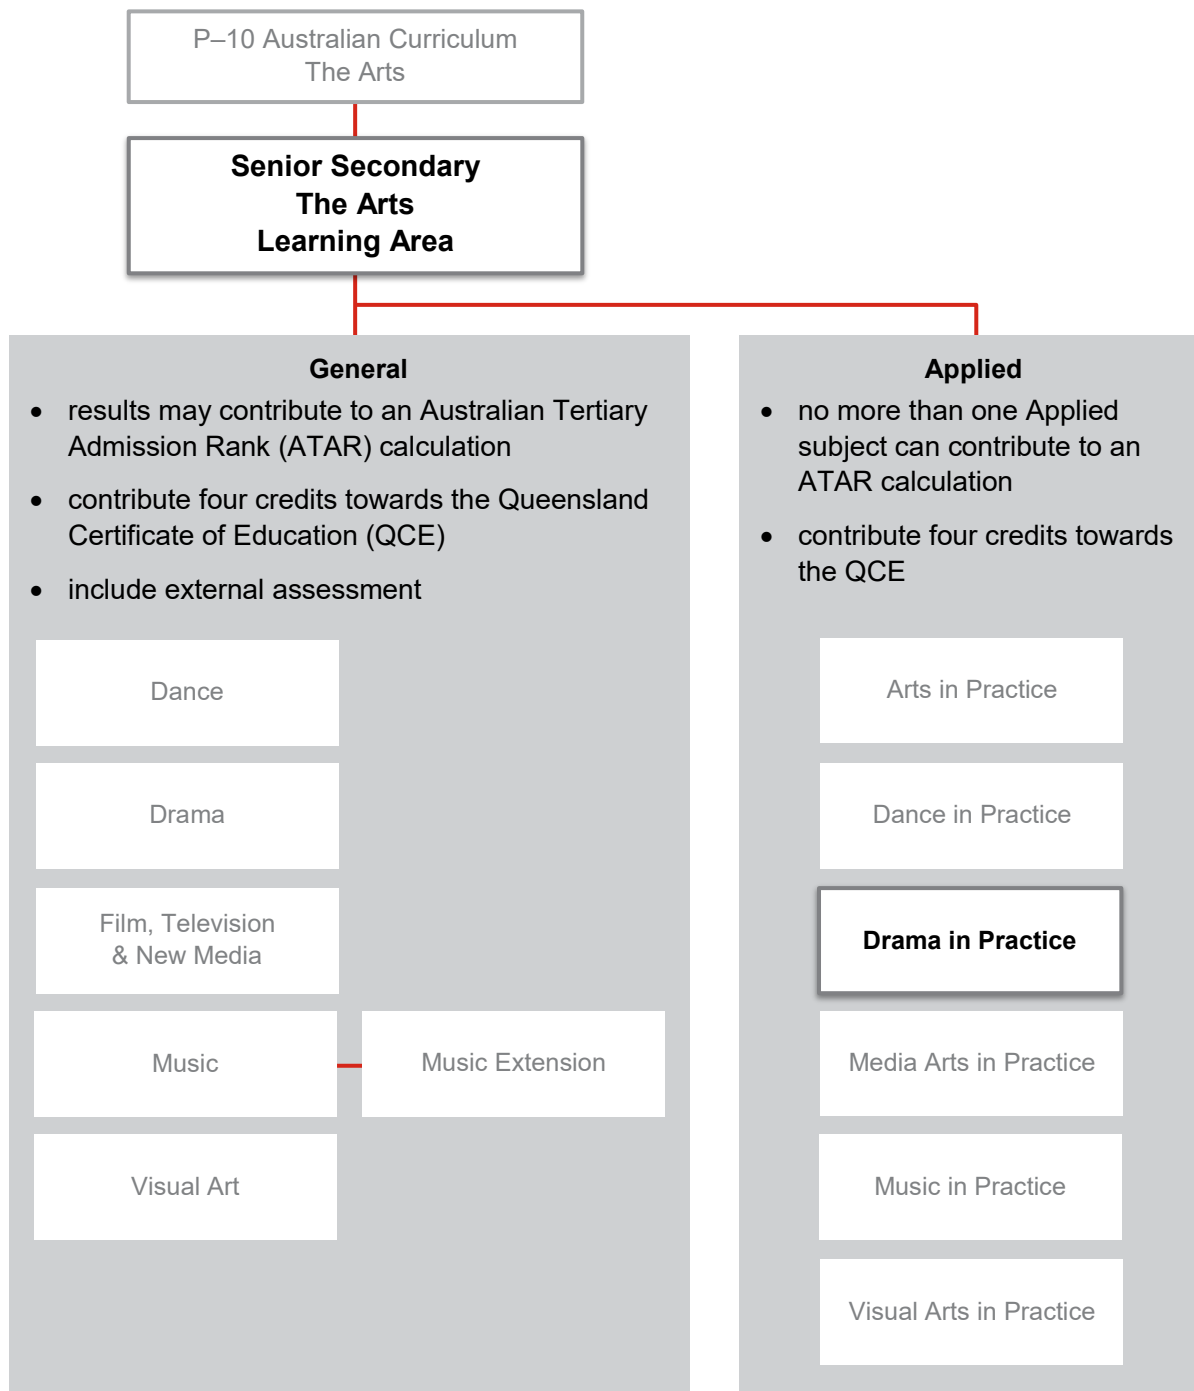 P–10 Australian Curriculum
The Arts
Senior Secondary
The Arts
Learning Area
General
• results may contribute to an Australian Tertiary
Admission Rank (ATAR) calculation
• contribute four credits towards the Queensland
Certificate of Education (QCE)
• include external assessment
Dance
Drama
Film, Television
& New Media
Music
Music Extension
Visual Art
Applied
• no more than one Applied
subject can contribute to an
ATAR calculation
• contribute four credits towards
the QCE
Arts in Practice
Dance in Practice
Drama in Practice
Media Arts in Practice
Music in Practice
Visual Arts in Practice